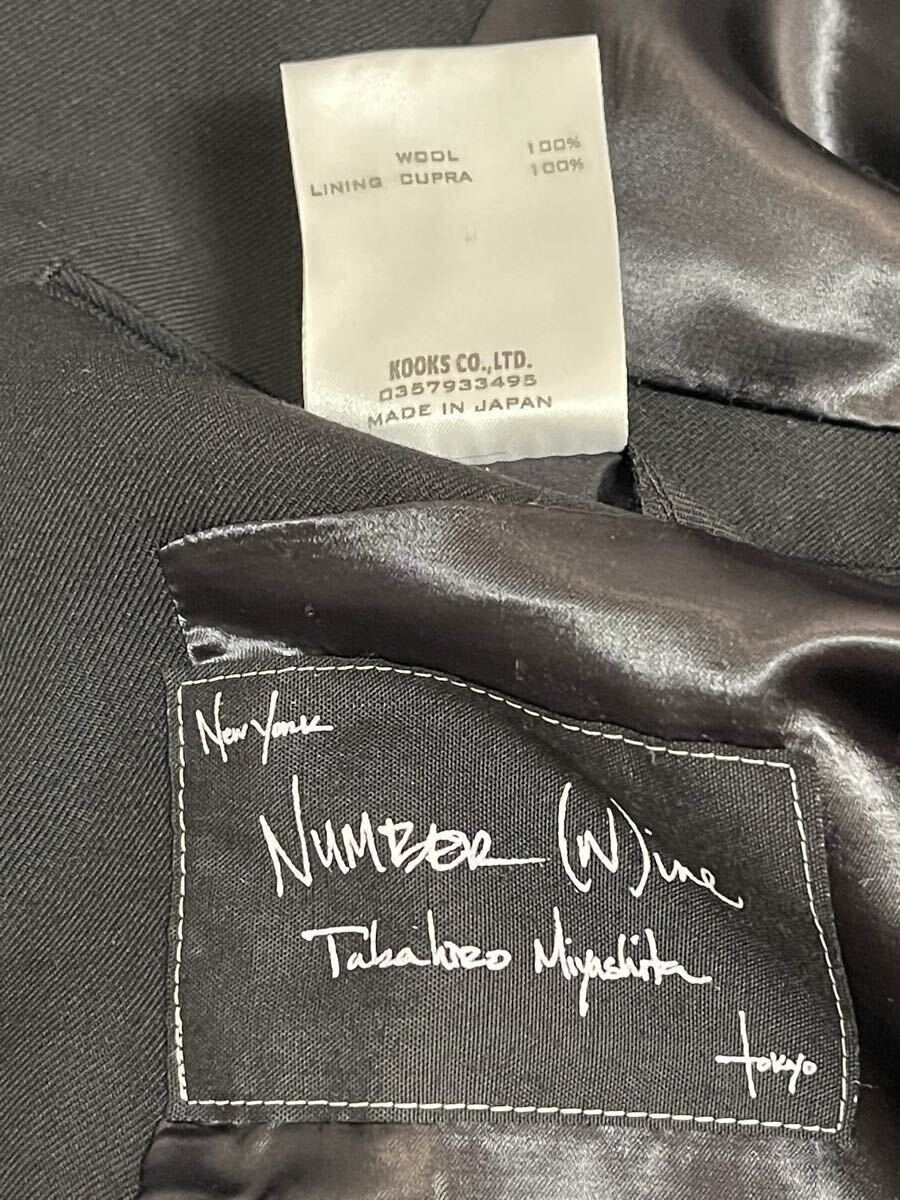 WOOL 100%
LINING CUPRA 100%
KOOKS CO.,LTD.
0357933495
MADE IN JAPAN
New York
NUMBER (N)ine
Takahiro Miyashita
tokyo